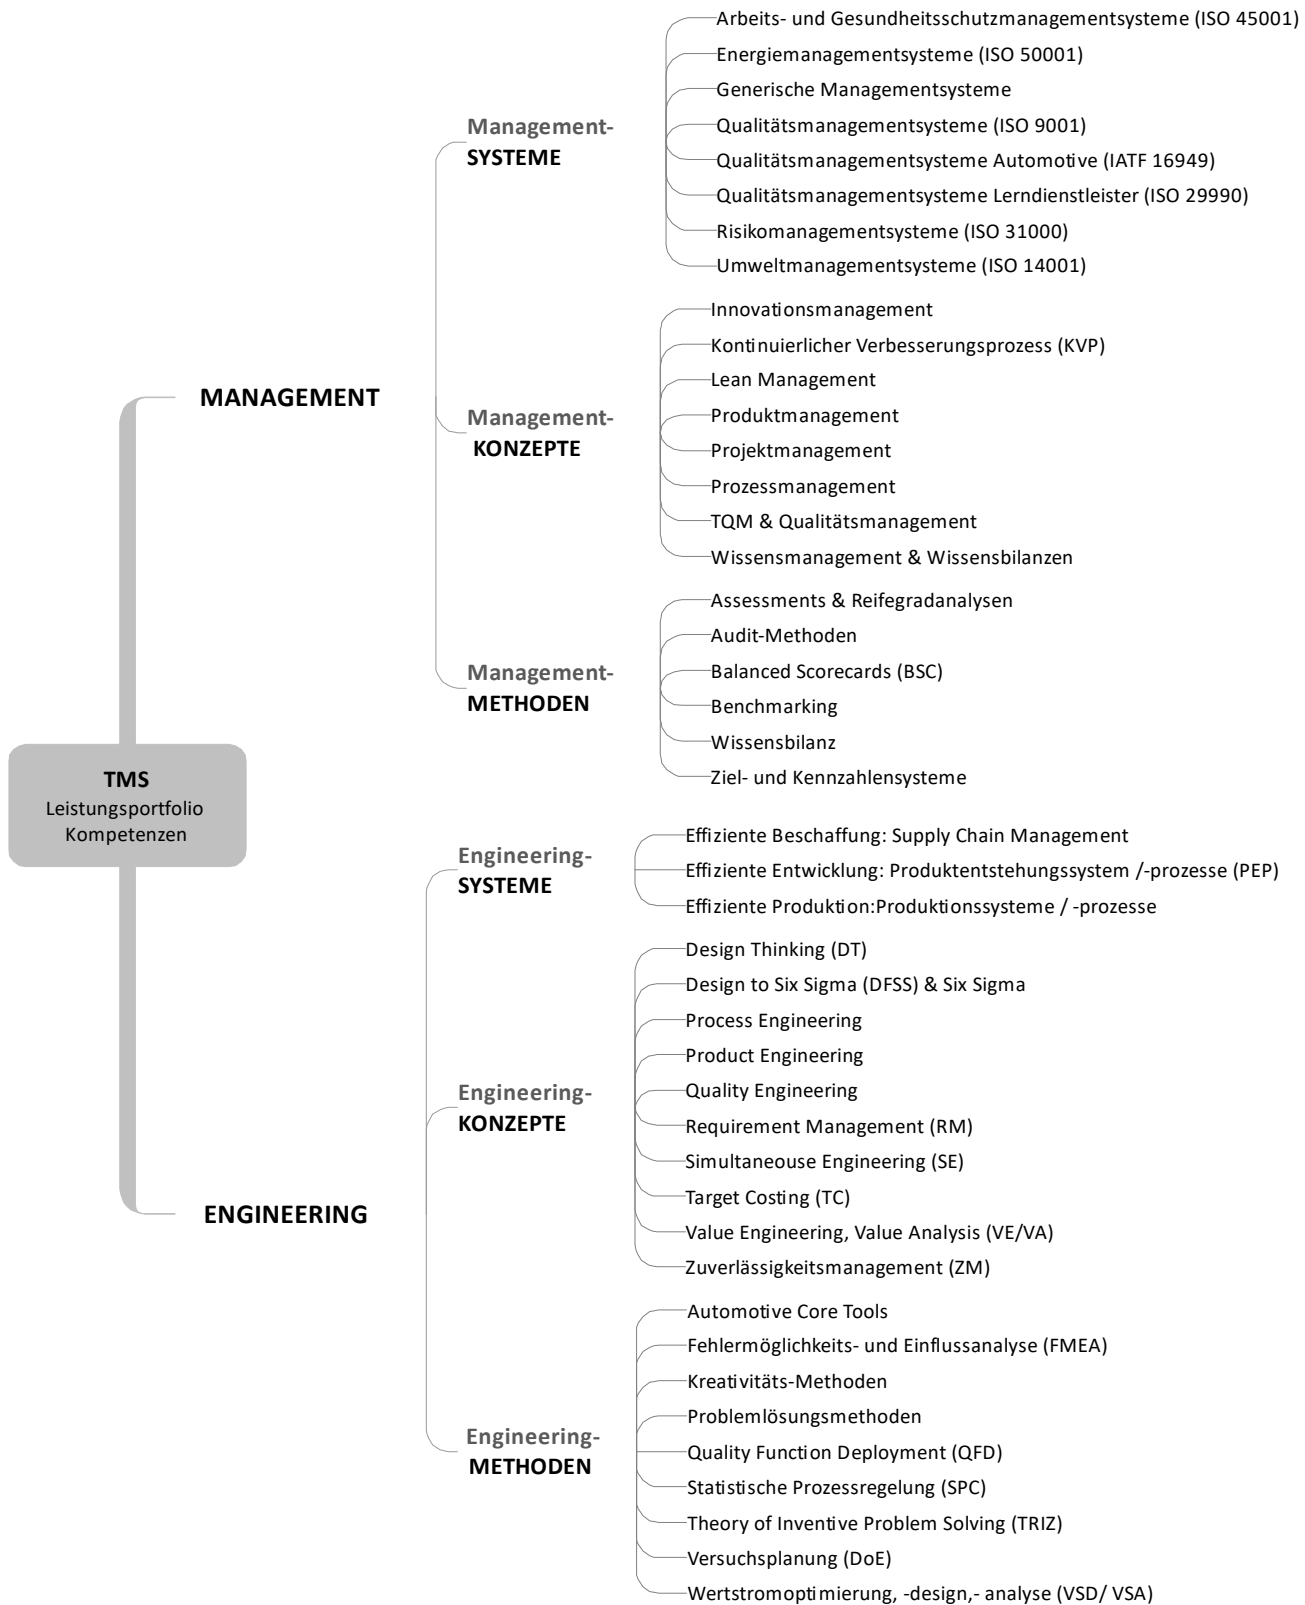 TMS
Leistungsportfolio
Kompetenzen
MANAGEMENT
Management-
SYSTEME
Arbeits- und Gesundheitsschutzmanagementsysteme (ISO 45001)
Energiemanagementsysteme (ISO 50001)
Generische Managementsysteme
Qualitätsmanagementsysteme (ISO 9001)
Qualitätsmanagementsysteme Automotive (IATF 16949)
Qualitätsmanagementsysteme Lerndienstleister (ISO 29990)
Risikomanagementsysteme (ISO 31000)
Umweltmanagementsysteme (ISO 14001)
Management-
KONZEPTE
Innovationsmanagement
Kontinuierlicher Verbesserungsprozess (KVP)
Lean Management
Produktmanagement
Projektmanagement
Prozessmanagement
TQM & Qualitätsmanagement
Wissensmanagement & Wissensbilanzen
Management-
METHODEN
Assessments & Reifegradanalysen
Audit-Methoden
Balanced Scorecards (BSC)
Benchmarking
Wissensbilanz
Ziel- und Kennzahlensysteme
ENGINEERING
Engineering-
SYSTEME
Effiziente Beschaffung: Supply Chain Management
Effiziente Entwicklung: Produktentstehungssystem /-prozesse (PEP)
Effiziente Produktion:Produktionssysteme / -prozesse
Engineering-
KONZEPTE
Design Thinking (DT)
Design to Six Sigma (DFSS) & Six Sigma
Process Engineering
Product Engineering
Quality Engineering
Requirement Management (RM)
Simultaneouse Engineering (SE)
Target Costing (TC)
Value Engineering, Value Analysis (VE/VA)
Zuverlässigkeitsmanagement (ZM)
Engineering-
METHODEN
Automotive Core Tools
Fehlermöglichkeits- und Einflussanalyse (FMEA)
Kreativitäts-Methoden
Problemlösungsmethoden
Quality Function Deployment (QFD)
Statistische Prozessregelung (SPC)
Theory of Inventive Problem Solving (TRIZ)
Versuchsplanung (DoE)
Wertstromoptimierung, -design,- analyse (VSD/ VSA)